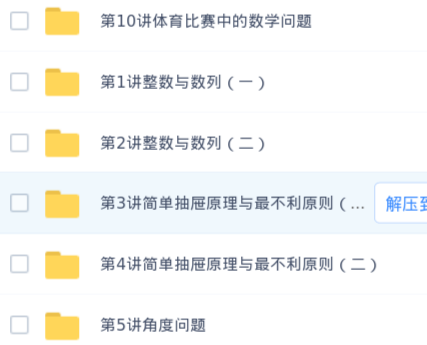 第10讲体育比赛中的数学问题
第1讲整数与数列（一）
第2讲整数与数列（二）
第3讲简单抽屉原理与最不利原则（... 解压到
第4讲简单抽屉原理与最不利原则（二）
第5讲角度问题